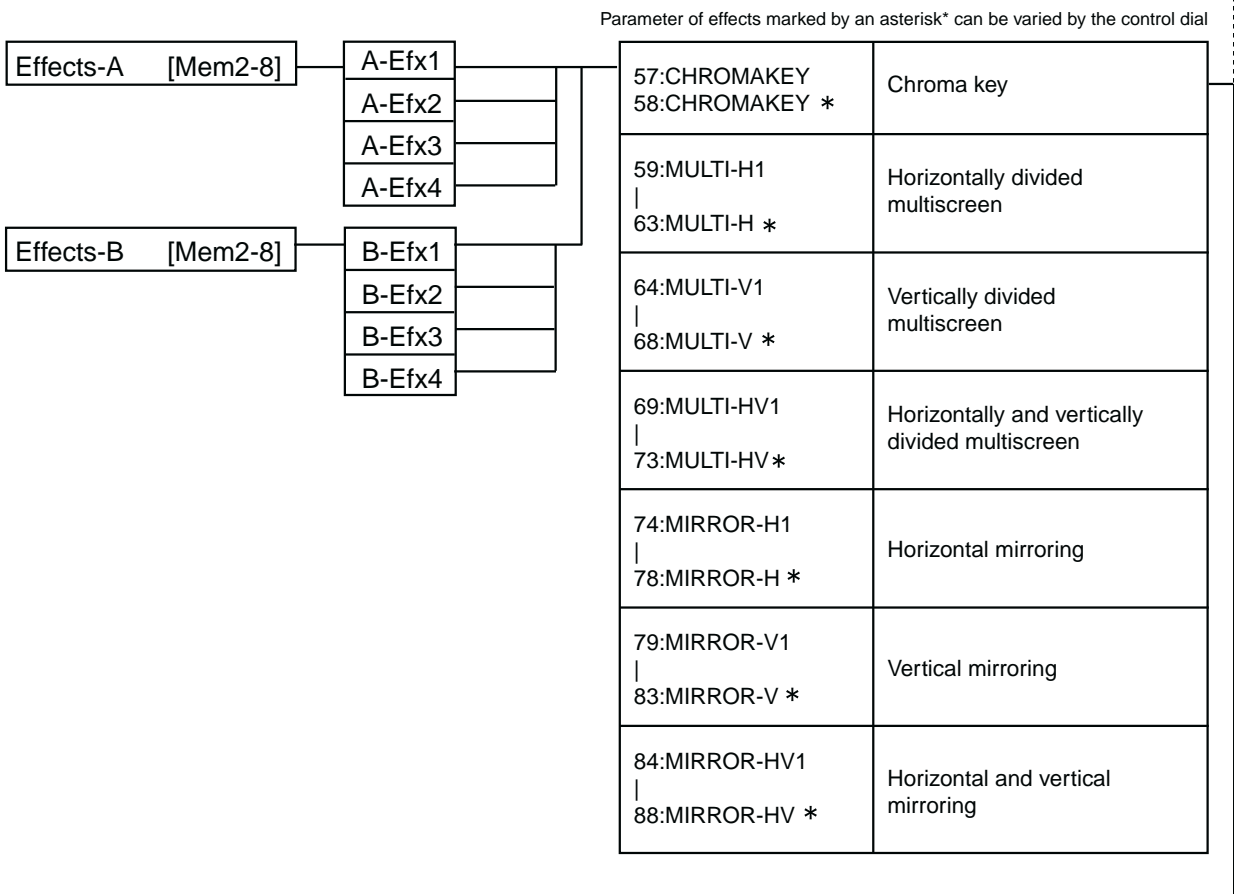 Parameter of effects marked by an asterisk* can be varied by the control dial
Effects-A [Mem2-8]
A-Efx1
A-Efx2
A-Efx3
A-Efx4
Effects-B [Mem2-8]
B-Efx1
B-Efx2
B-Efx3
B-Efx4
57:CHROMAKEY
58:CHROMAKEY *
Chroma key
59:MULTI-H1
|
63:MULTI-H *
Horizontally divided
multiscreen
64:MULTI-V1
|
68:MULTI-V *
Vertically divided
multiscreen
69:MULTI-HV1
|
73:MULTI-HV*
Horizontally and vertically
divided multiscreen
74:MIRROR-H1
|
78:MIRROR-H *
Horizontal mirroring
79:MIRROR-V1
|
83:MIRROR-V *
Vertical mirroring
84:MIRROR-HV1
|
88:MIRROR-HV *
Horizontal and vertical
mirroring